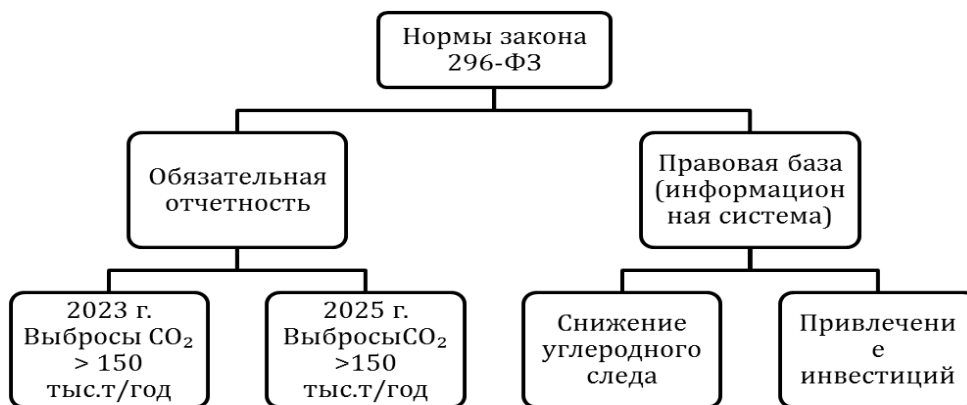 Нормы закона
296-ФЗ
Обязательная
отчетность
Правовая база
(информацион
ная система)
2023 г.
Выбросы CO₂
> 150
тыс.т/год
2025 г.
ВыбросыCO₂
>150
тыс.т/год
Снижение
углеродного
следа
Привлечени
е
инвестиций